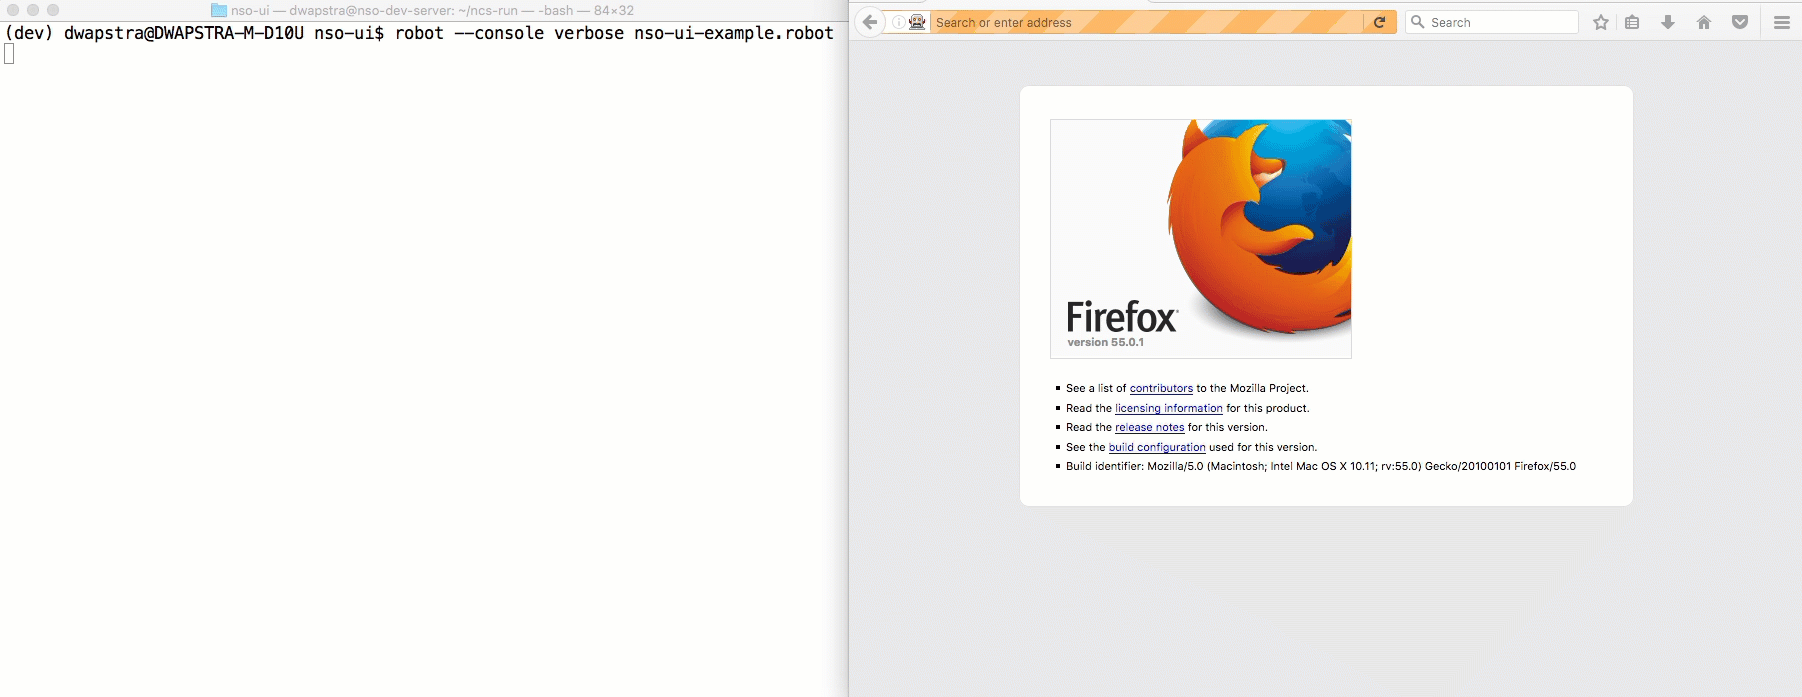 nso-ui — dwapstra@nso-dev-server: ~/ncs-run — -bash — 84×32
(dev) dwapstra@DWAPSTRA-M-D10U nso-ui$ robot --console verbose nso-ui-example.robot
Search or enter address
Search
Firefox
version 55.0.1
See a list of contributors to the Mozilla Project.
Read the licensing information for this product.
Read the release notes for this version.
See the build configuration used for this version.
Build identifier: Mozilla/5.0 (Macintosh; Intel Mac OS X 10.11; rv:55.0) Gecko/20100101 Firefox/55.0